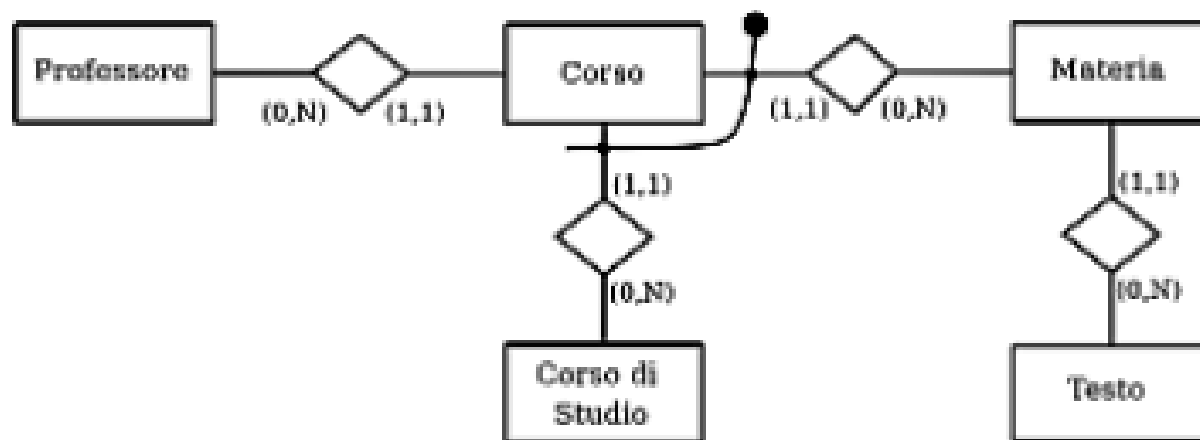 Professore
Corso
Materia
(0,N)
(1,1)
(1,1)
(0,N)
(1,1)
(1,1)
(0,N)
(0,N)
Corso di
Studio
Testo